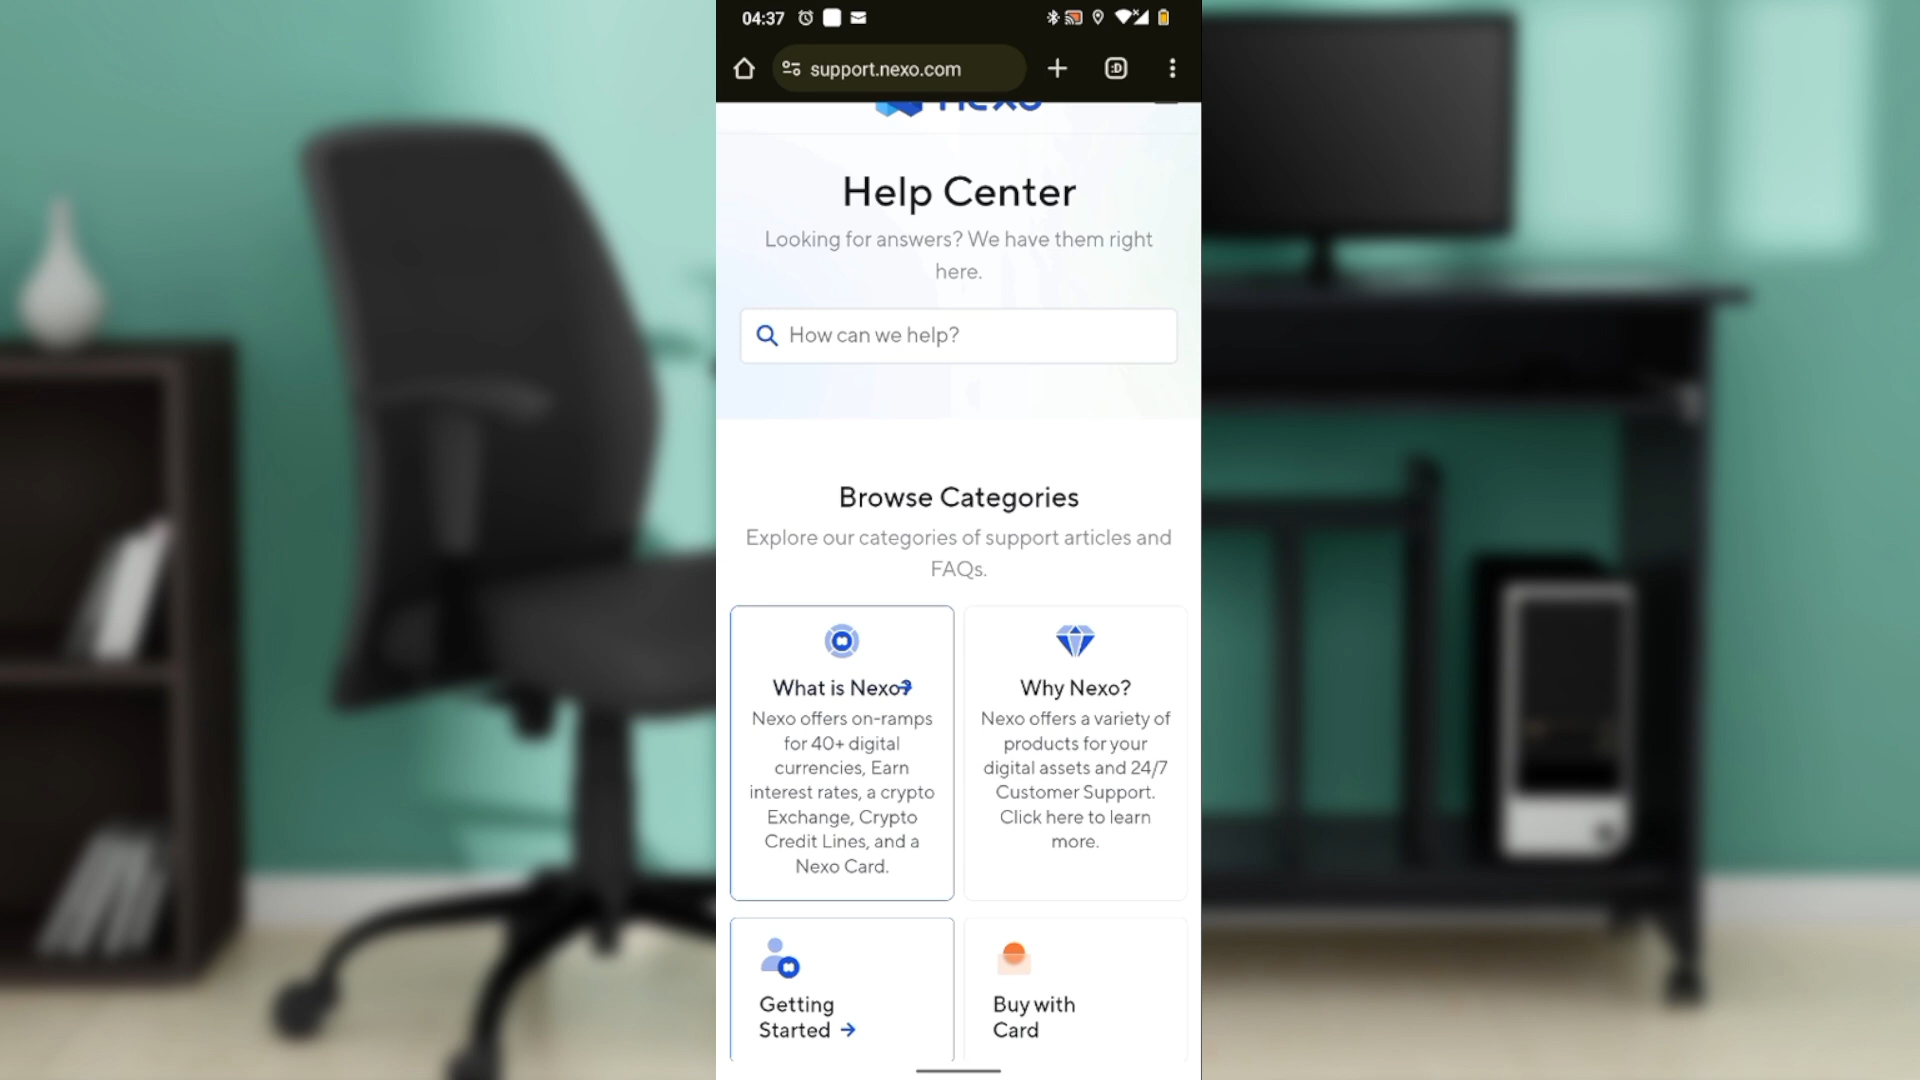 04:37
support.nexo.com
:D
nexo
Help Center
Looking for answers? We have them right
here.
How can we help?
Browse Categories
Explore our categories of support articles and
FAQs.
What is Nexo?
Nexo offers on-ramps
for 40+ digital
currencies, Earn
interest rates, a crypto
Exchange, Crypto
Credit Lines, and a
Nexo Card.
Why Nexo?
Nexo offers a variety of
products for your
digital assets and 24/7
Customer Support.
Click here to learn
more.
Getting
Started →
Buy with
Card